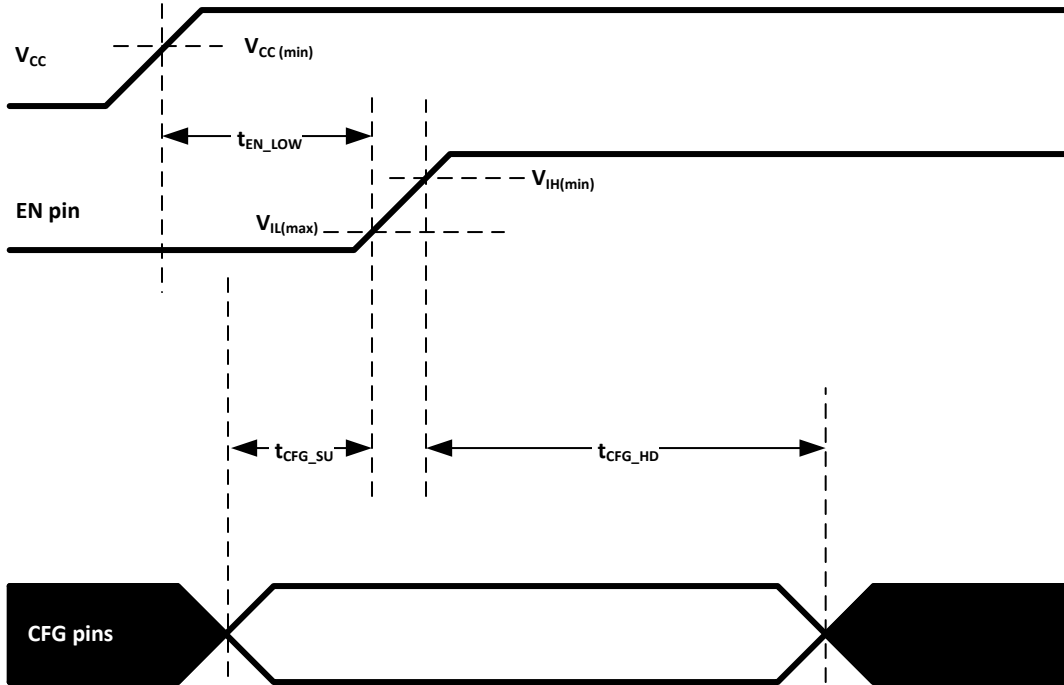 VCC
VCC (min)
tEN_LOW
VIH(min)
EN pin
VIL(max)
tCFG_SU
tCFG_HD
CFG pins